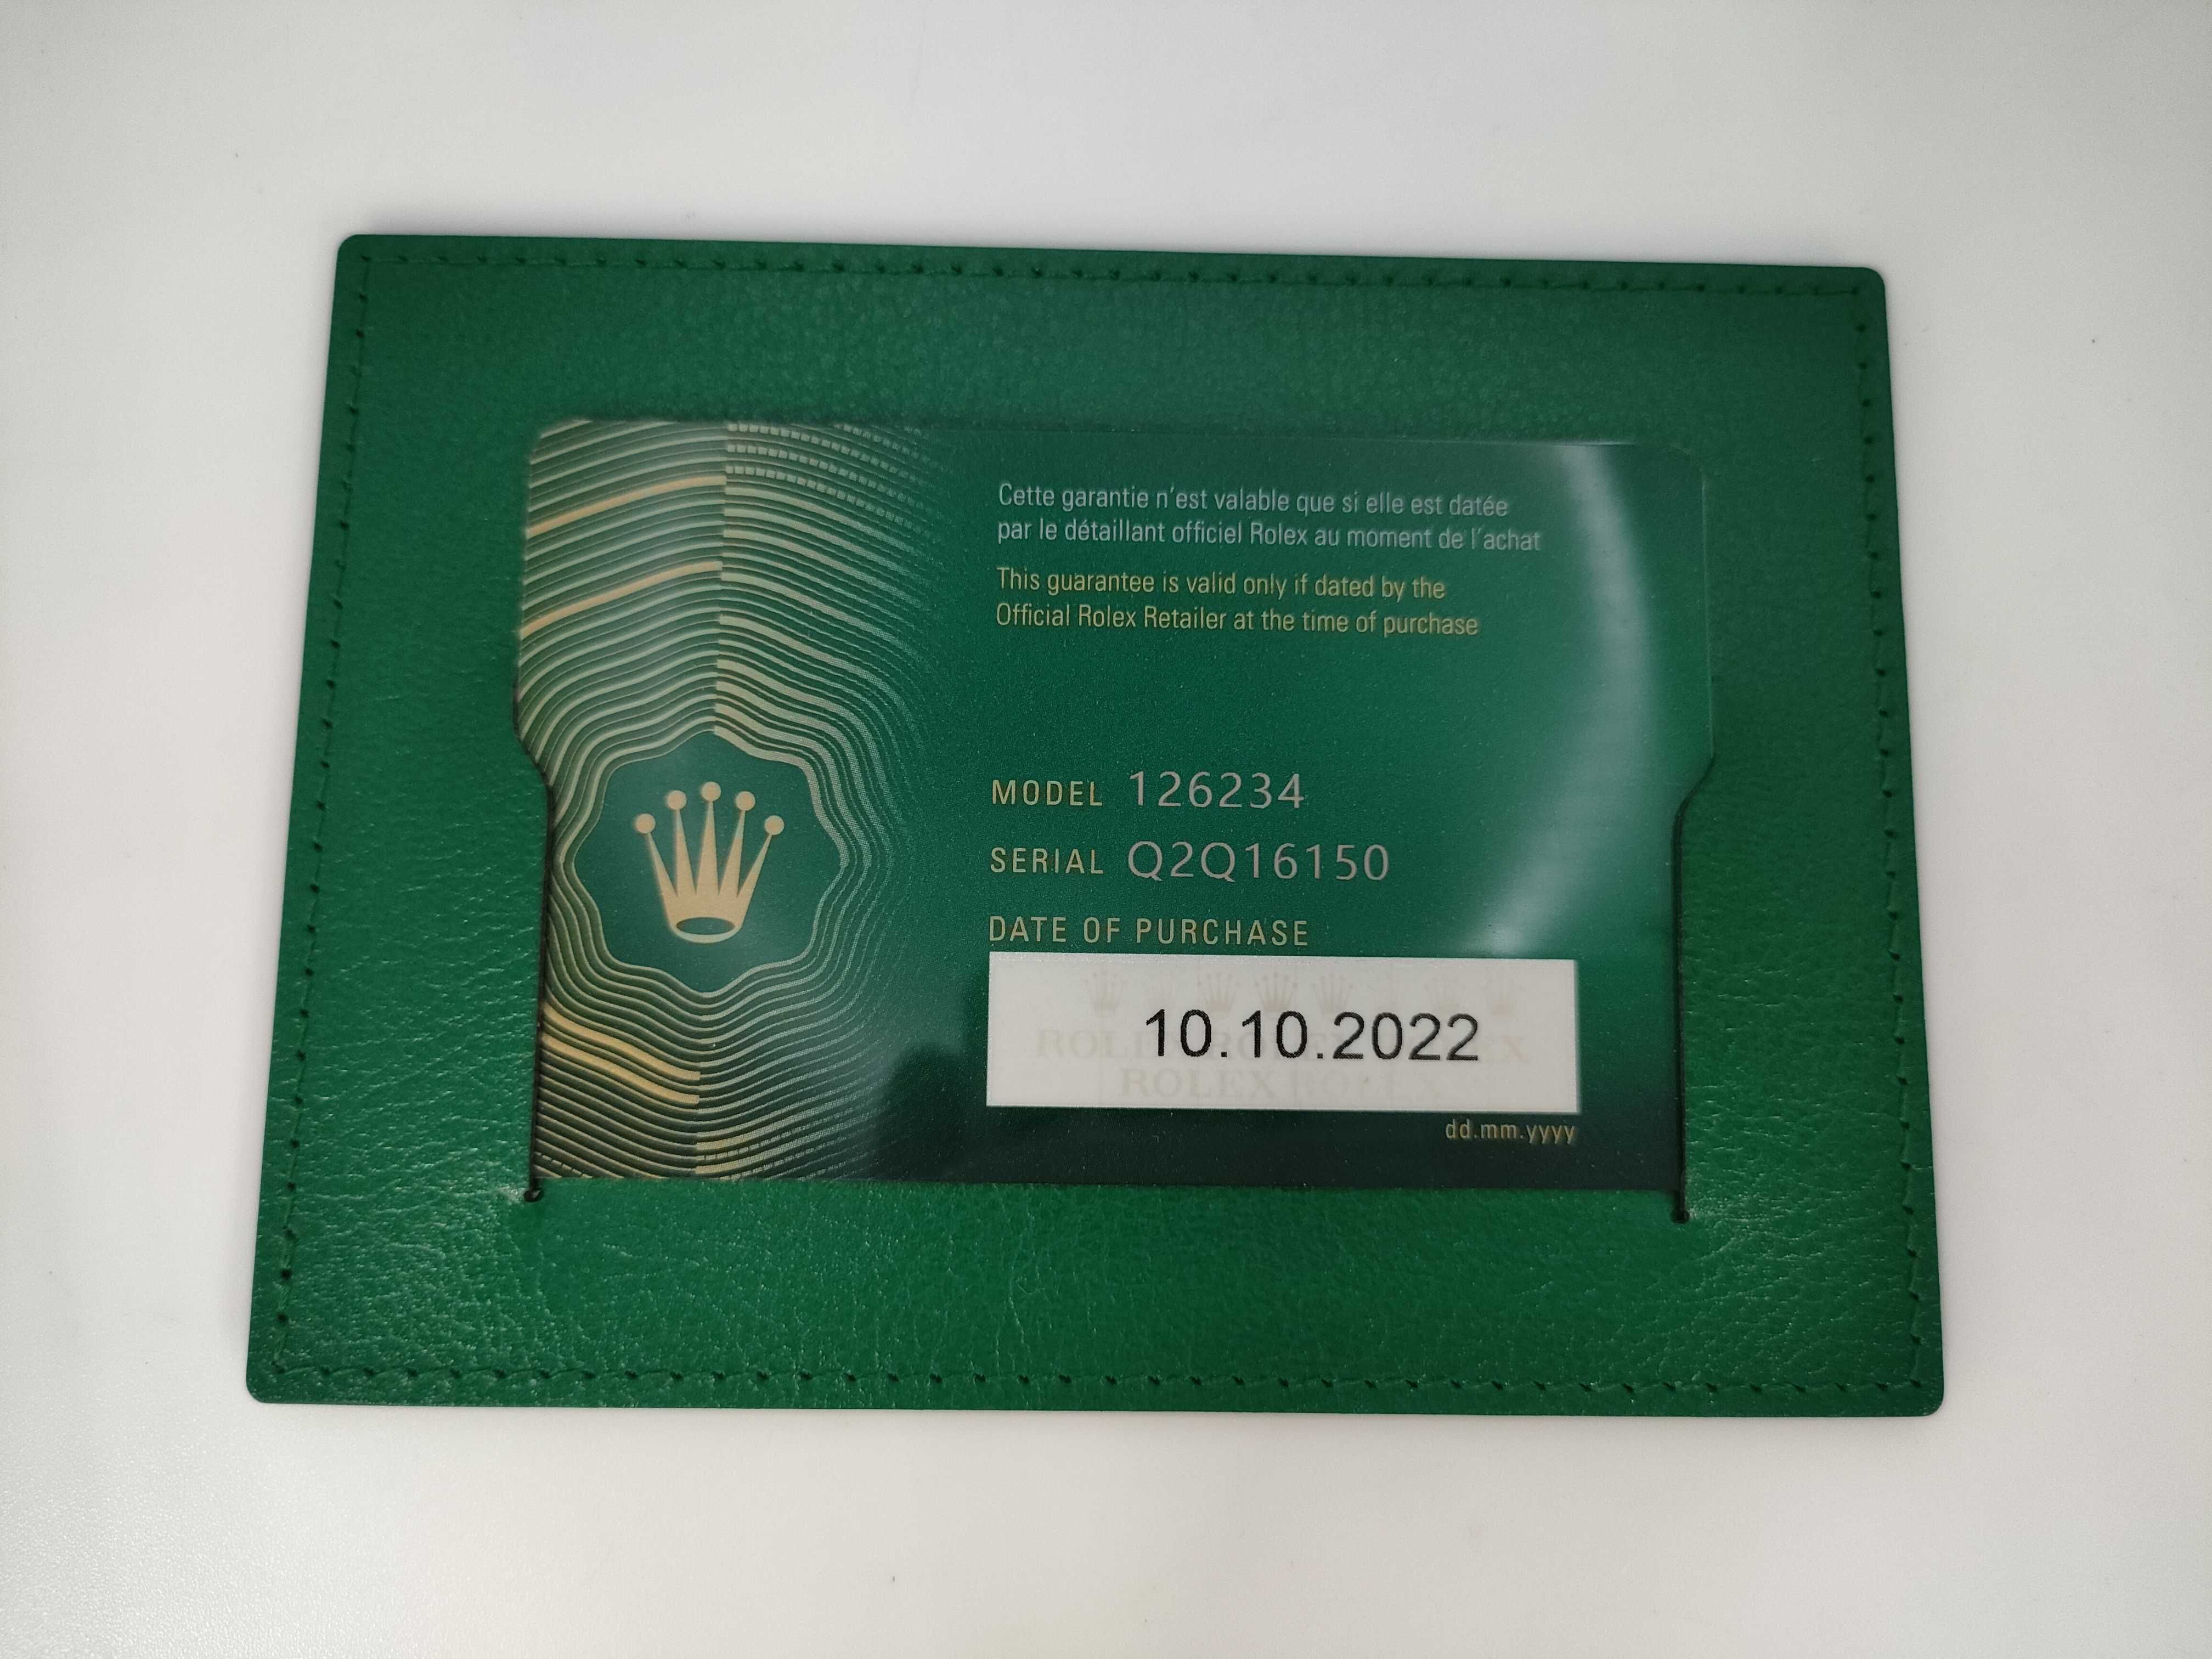 Cette garantie n'est valable que si elle est datée
par le détaillant officiel Rolex au moment de l'achat
This guarantee is valid only if dated by the
Official Rolex Retailer at the time of purchase
MODEL 126234
SERIAL Q2Q16150
DATE OF PURCHASE
10.10.2022
ROLEX
dd.mm.yyyy